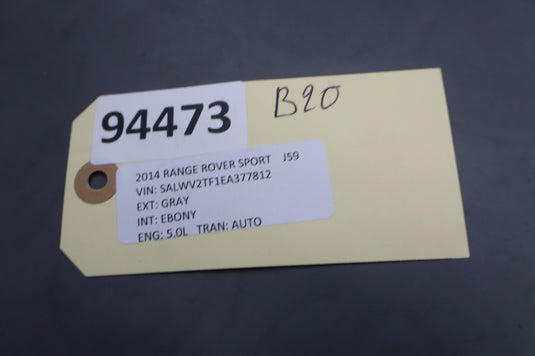 94473
B20
2014 RANGE ROVER SPORT J59
VIN: SALWV2TF1EA377812
EXT: GRAY
INT: EBONY
ENG: 5.0L TRAN: AUTO